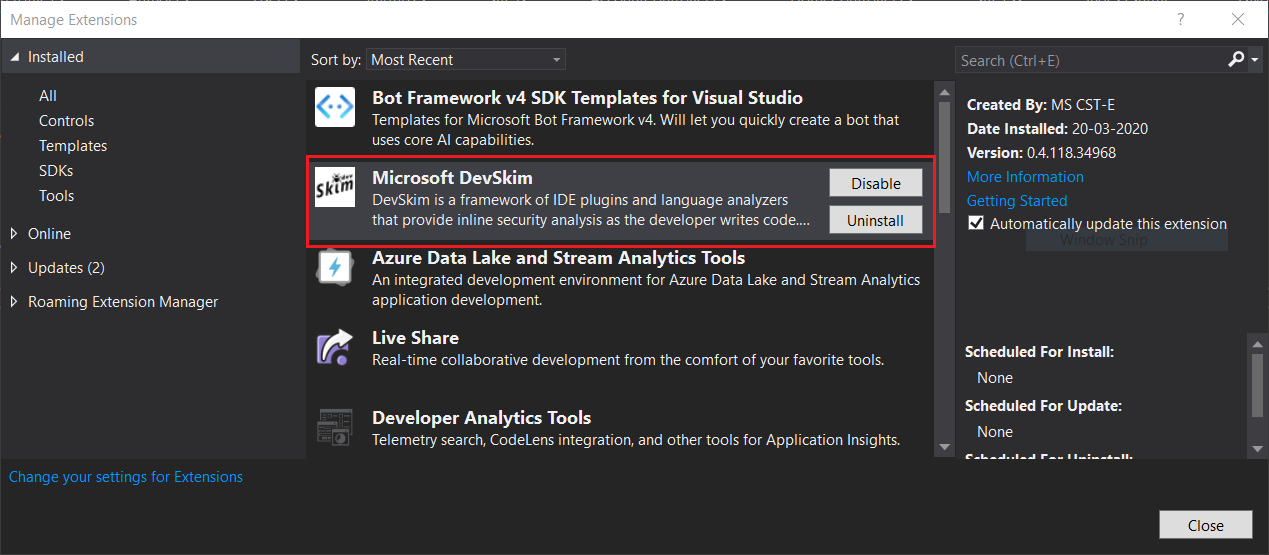 Manage Extensions
?
Installed
All
Controls
Templates
SDKs
Tools
Online
Updates (2)
Roaming Extension Manager
Change your settings for Extensions
Sort by: Most Recent
Bot Framework v4 SDK Templates for Visual Studio
Templates for Microsoft Bot Framework v4. Will let you quickly create a bot that
uses core AI capabilities.
dev
Skim
Microsoft DevSkim
DevSkim is a framework of IDE plugins and language analyzers
that provide inline security analysis as the developer writes code....
Disable
Uninstall
Azure Data Lake and Stream Analytics Tools
An integrated development environment for Azure Data Lake and Stream Analytics
application development.
Live Share
Real-time collaborative development from the comfort of your favorite tools.
Developer Analytics Tools
Telemetry search, CodeLens integration, and other tools for Application Insights.
Search (Ctrl+E)
Created By: MS CST-E
Date Installed: 20-03-2020
Version: 0.4.118.34968
More Information
Getting Started
Automatically update this extension
Window Snip
Scheduled For Install:
None
Scheduled For Update:
None
Scheduled For Uninstall:
Close